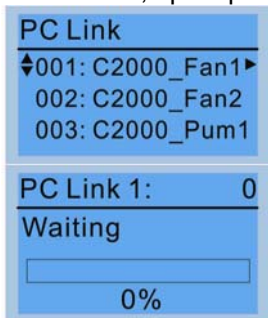 PC Link
001: C2000_Fan1
002: C2000_Fan2
003: C2000_Pum1
PC Link 1: 0
Waiting
0%